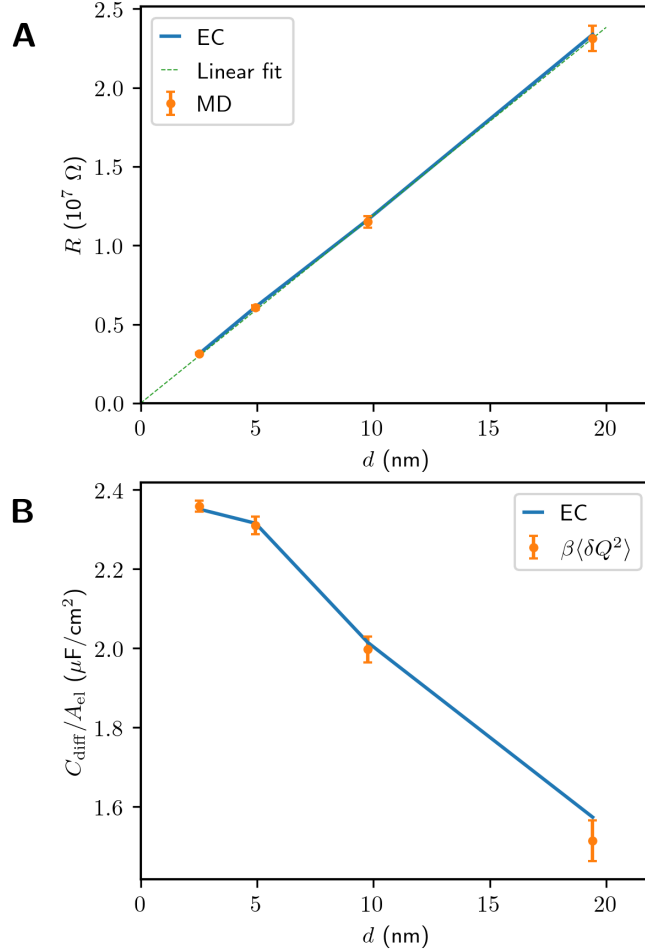 A
2.5
2.0
1.5
1.0
0.5
0.0
R (10⁷ Ω)
EC
Linear fit
MD
0 5 10 15 20
d (nm)
B
2.4
2.2
2.0
1.8
1.6
C_diff/A_el (μF/cm²)
EC
β⟨δQ²⟩
0 5 10 15 20
d (nm)